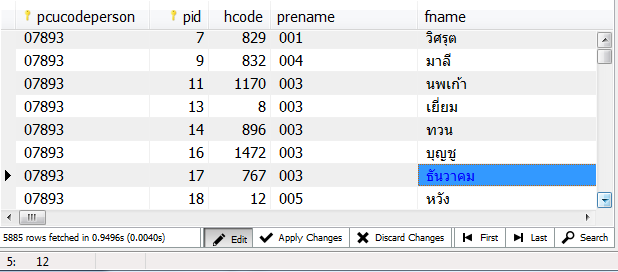 pcucodeperson pid hcode prename fname
07893 7 829 001 วิศรุต
07893 9 832 004 มาลี
07893 11 1170 003 นพเก้า
07893 13 8 003 เยี่ยม
07893 14 896 003 ทวน
07893 16 1472 003 บุญชู
07893 17 767 003 ธันวาคม
07893 18 12 005 หวัง
5885 rows fetched in 0.9496s (0.0040s) Edit Apply Changes Discard Changes First Last Search
5: 12